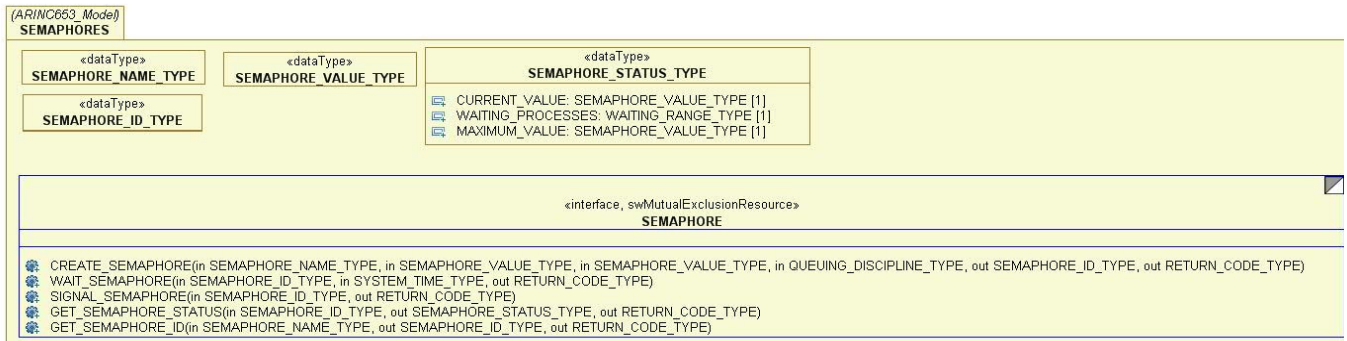 (ARINC653_Model)
SEMAPHORES
«dataType»
SEMAPHORE_NAME_TYPE
«dataType»
SEMAPHORE_VALUE_TYPE
«dataType»
SEMAPHORE_STATUS_TYPE
CURRENT_VALUE: SEMAPHORE_VALUE_TYPE [1]
WAITING_PROCESSES: WAITING_RANGE_TYPE [1]
MAXIMUM_VALUE: SEMAPHORE_VALUE_TYPE [1]
«dataType»
SEMAPHORE_ID_TYPE
«interface, swMutualExclusionResource»
SEMAPHORE
CREATE_SEMAPHORE(in SEMAPHORE_NAME_TYPE, in SEMAPHORE_VALUE_TYPE, in SEMAPHORE_VALUE_TYPE, in QUEUING_DISCIPLINE_TYPE, out SEMAPHORE_ID_TYPE, out RETURN_CODE_TYPE)
WAIT_SEMAPHORE(in SEMAPHORE_ID_TYPE, in SYSTEM_TIME_TYPE, out RETURN_CODE_TYPE)
SIGNAL_SEMAPHORE(in SEMAPHORE_ID_TYPE, out RETURN_CODE_TYPE)
GET_SEMAPHORE_STATUS(in SEMAPHORE_ID_TYPE, out SEMAPHORE_STATUS_TYPE, out RETURN_CODE_TYPE)
GET_SEMAPHORE_ID(in SEMAPHORE_NAME_TYPE, out SEMAPHORE_ID_TYPE, out RETURN_CODE_TYPE)